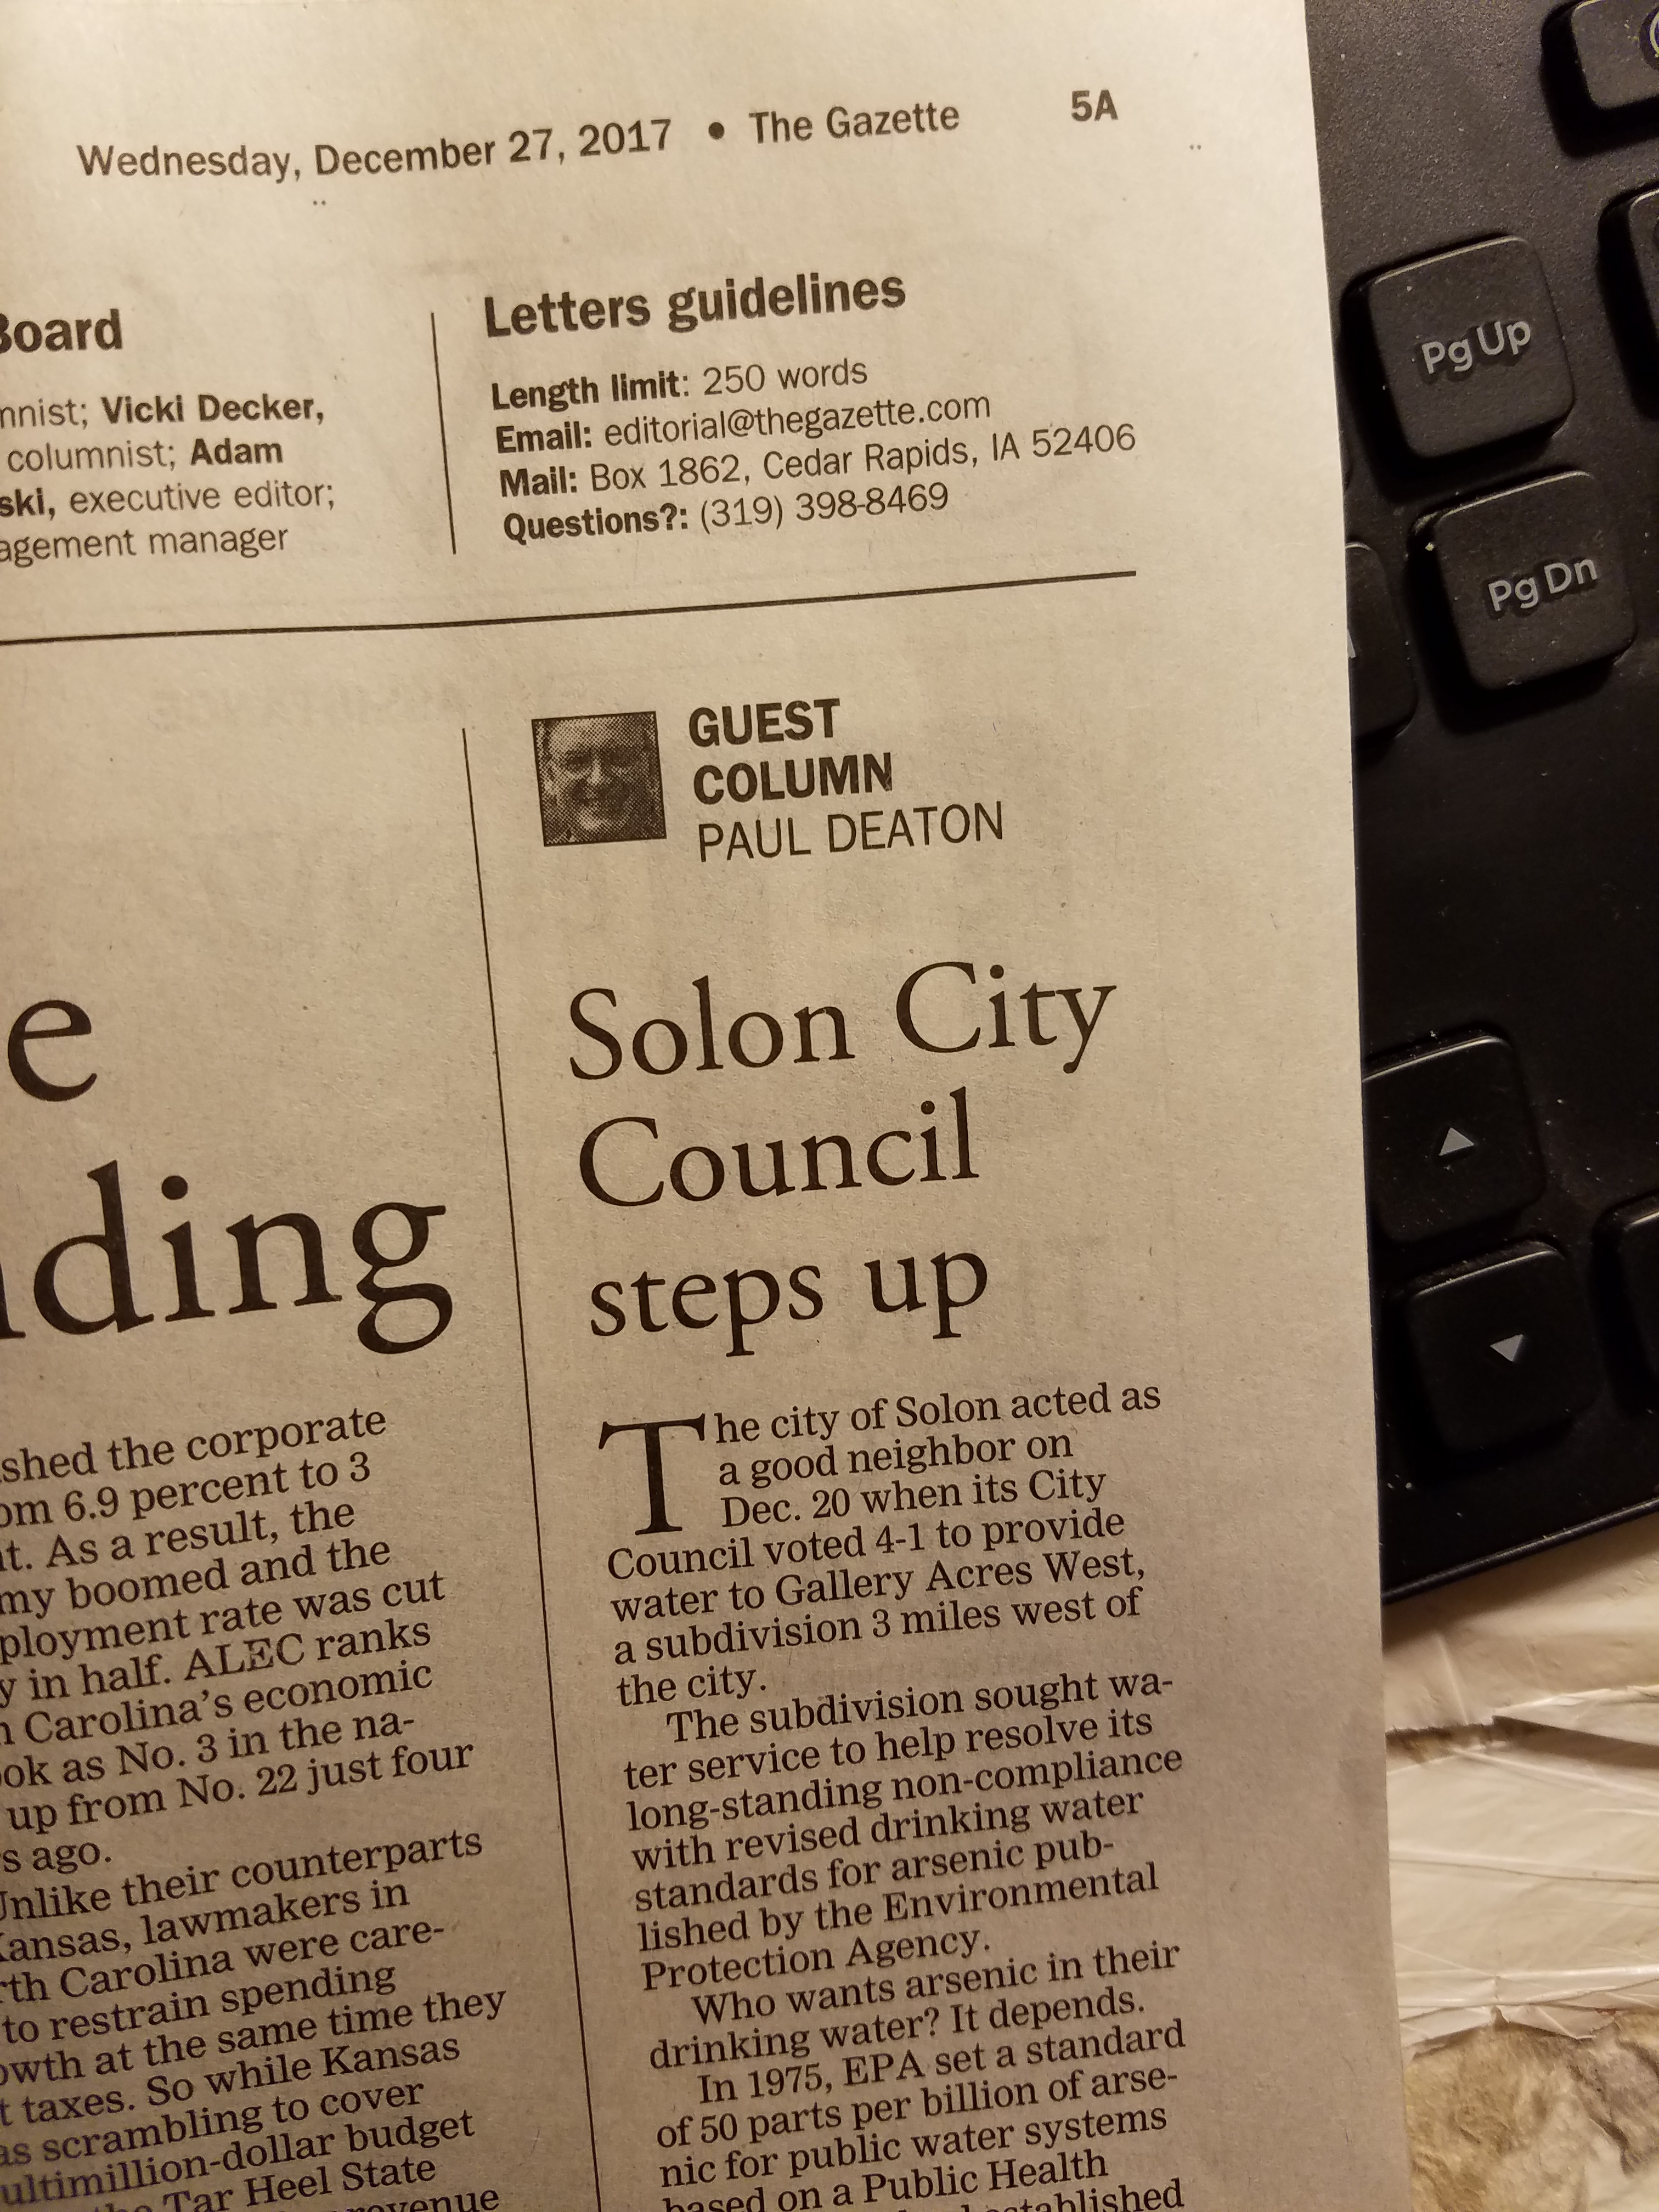 Wednesday, December 27, 2017 • The Gazette 5A
Board
Vicki Decker,
columnist; Adam
executive editor;
manager
Letters guidelines
Length limit: 250 words
Email: editorial@thegazette.com
Mail: Box 1862, Cedar Rapids, IA 52406
Questions?: (319) 398-8469
e
ding
shed the corporate
om 6.9 percent to 3
t. As a result, the
my boomed and the
ployment rate was cut
y in half. ALEC ranks
n Carolina's economic
ook as No. 3 in the na-
up from No. 22 just four
s ago.
Unlike their counterparts
Kansas, lawmakers in
rth Carolina were care-
to restrain spending
owth at the same time they
t taxes. So while Kansas
as scrambling to cover
ultimillion-dollar budget
Tar Heel State
revenue
GUEST
COLUMN
PAUL DEATON
Solon City
Council
steps up
The city of Solon acted as
a good neighbor on
Dec. 20 when its City
Council voted 4-1 to provide
water to Gallery Acres West,
a subdivision 3 miles west of
the city.
The subdivision sought wa-
ter service to help resolve its
long-standing non-compliance
with revised drinking water
standards for arsenic pub-
lished by the Environmental
Protection Agency.
Who wants arsenic in their
drinking water? It depends.
In 1975, EPA set a standard
of 50 parts per billion of arse-
nic for public water systems
based on a Public Health
established
Pg Up
Pg Dn